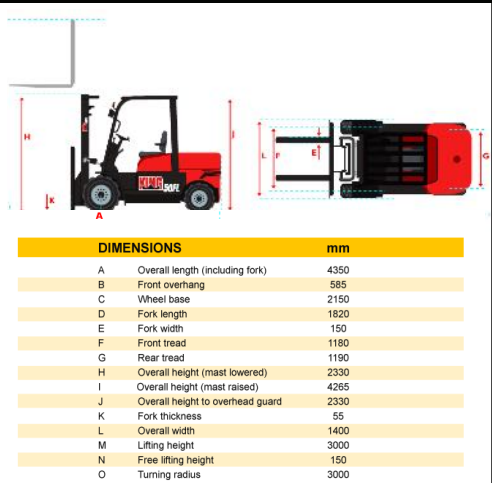 H
K
A
J
L
F
E
G
KING 50FL
DIMENSIONS mm
A Overall length (including fork) 4350
B Front overhang 585
C Wheel base 2150
D Fork length 1820
E Fork width 150
F Front tread 1180
G Rear tread 1190
H Overall height (mast lowered) 2330
I Overall height (mast raised) 4265
J Overall height to overhead guard 2330
K Fork thickness 55
L Overall width 1400
M Lifting height 3000
N Free lifting height 150
O Turning radius 3000